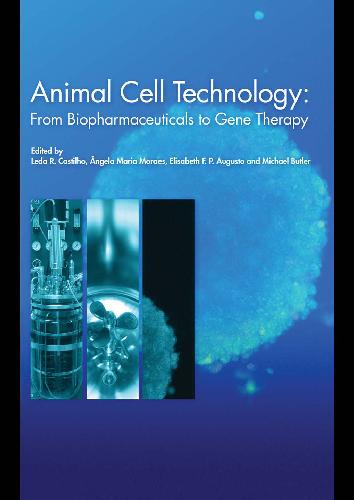 Animal Cell Technology:
From Biopharmaceuticals to Gene Therapy
Edited by
Leda R. Castilho, Ângela Maria Moraes, Elisabeth F. P. Augusto and Michael Butler